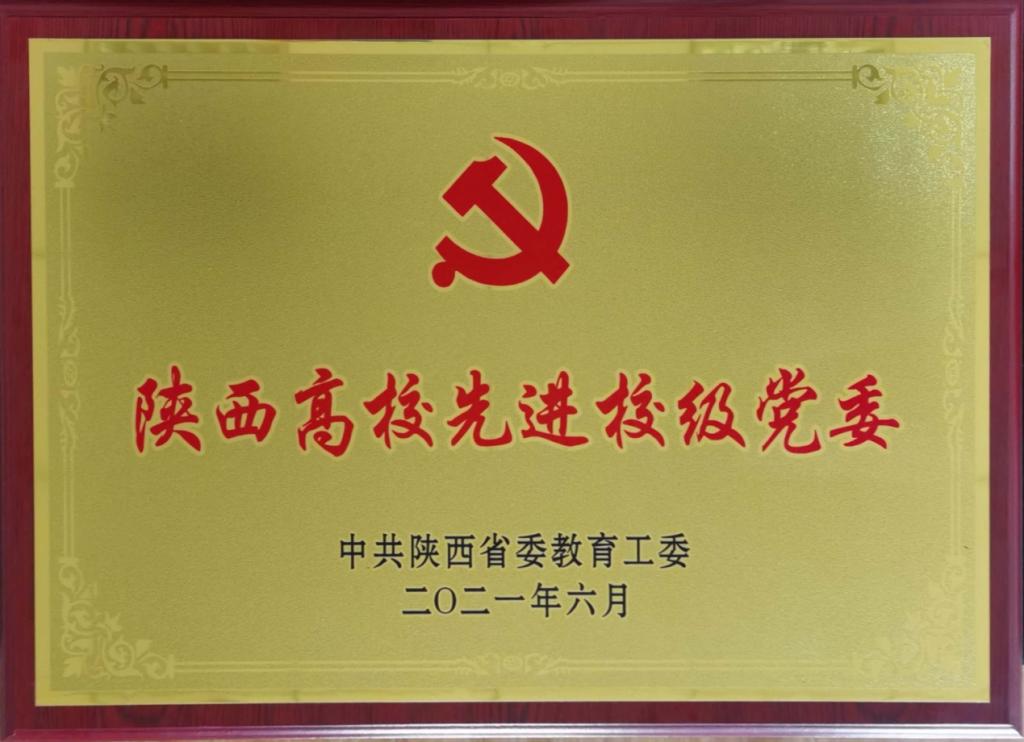 陕西高校先进校级党委
中共陕西省委教育工委
二〇二一年六月